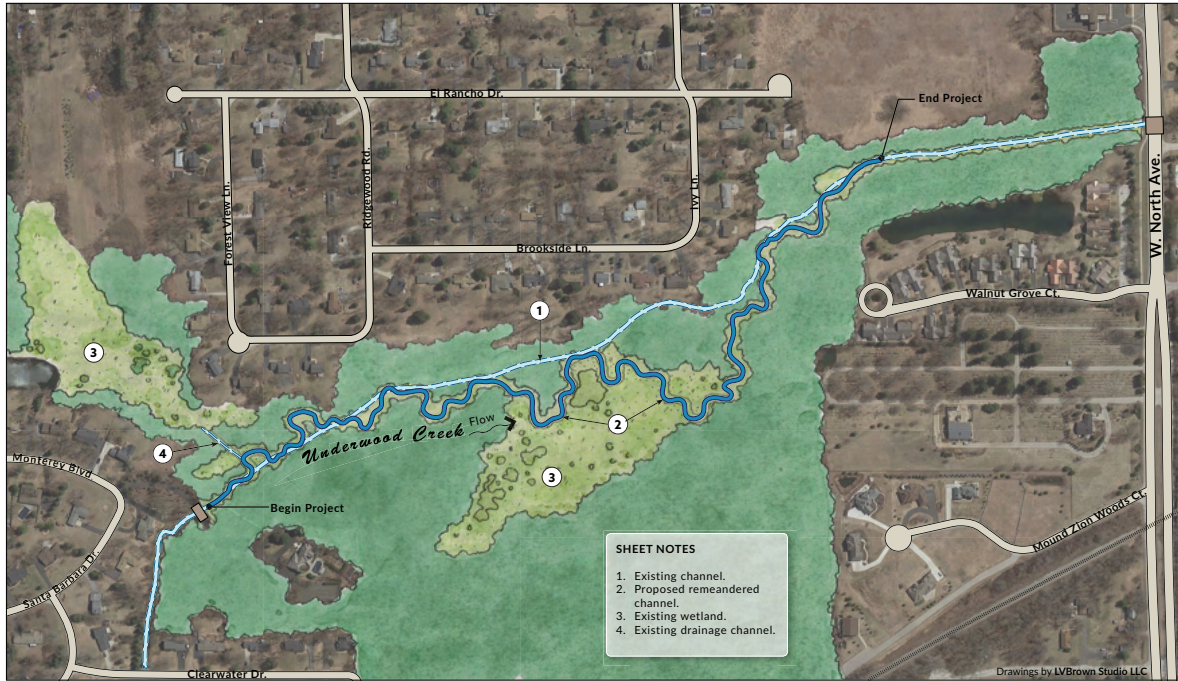 El Rancho Dr.
End Project
W. North Ave.
Forest View Ln.
Ridgewood Rd.
Ivy Ln.
Brookside Ln.
Walnut Grove Ct.
1
3
2
Underwood Creek
Flow
4
3
Monterey Blvd
Begin Project
Mound Zion Woods Ct.
Santa Barbara Dr.
SHEET NOTES
1. Existing channel.
2. Proposed remeandered
channel.
3. Existing wetland.
4. Existing drainage channel.
Clearwater Dr.
Drawings by LVBrown Studio LLC